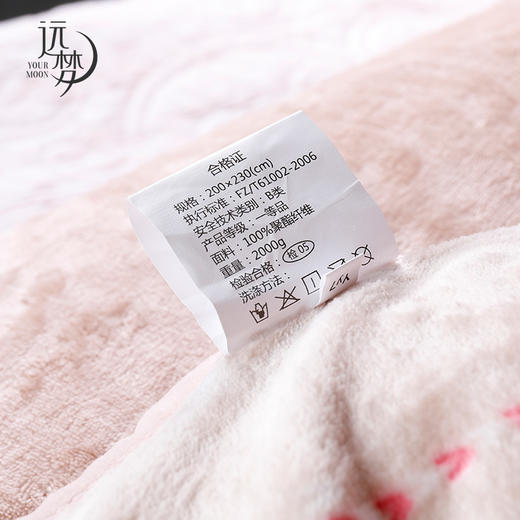 远梦
YOUR
MOON
合格证
规格：200×230(cm)
执行标准：FZ/T61002-2006
安全技术类别：B类
产品等级：一等品
面料：100%聚酯纤维
重量：2000g
检验合格：检05
洗涤方法：